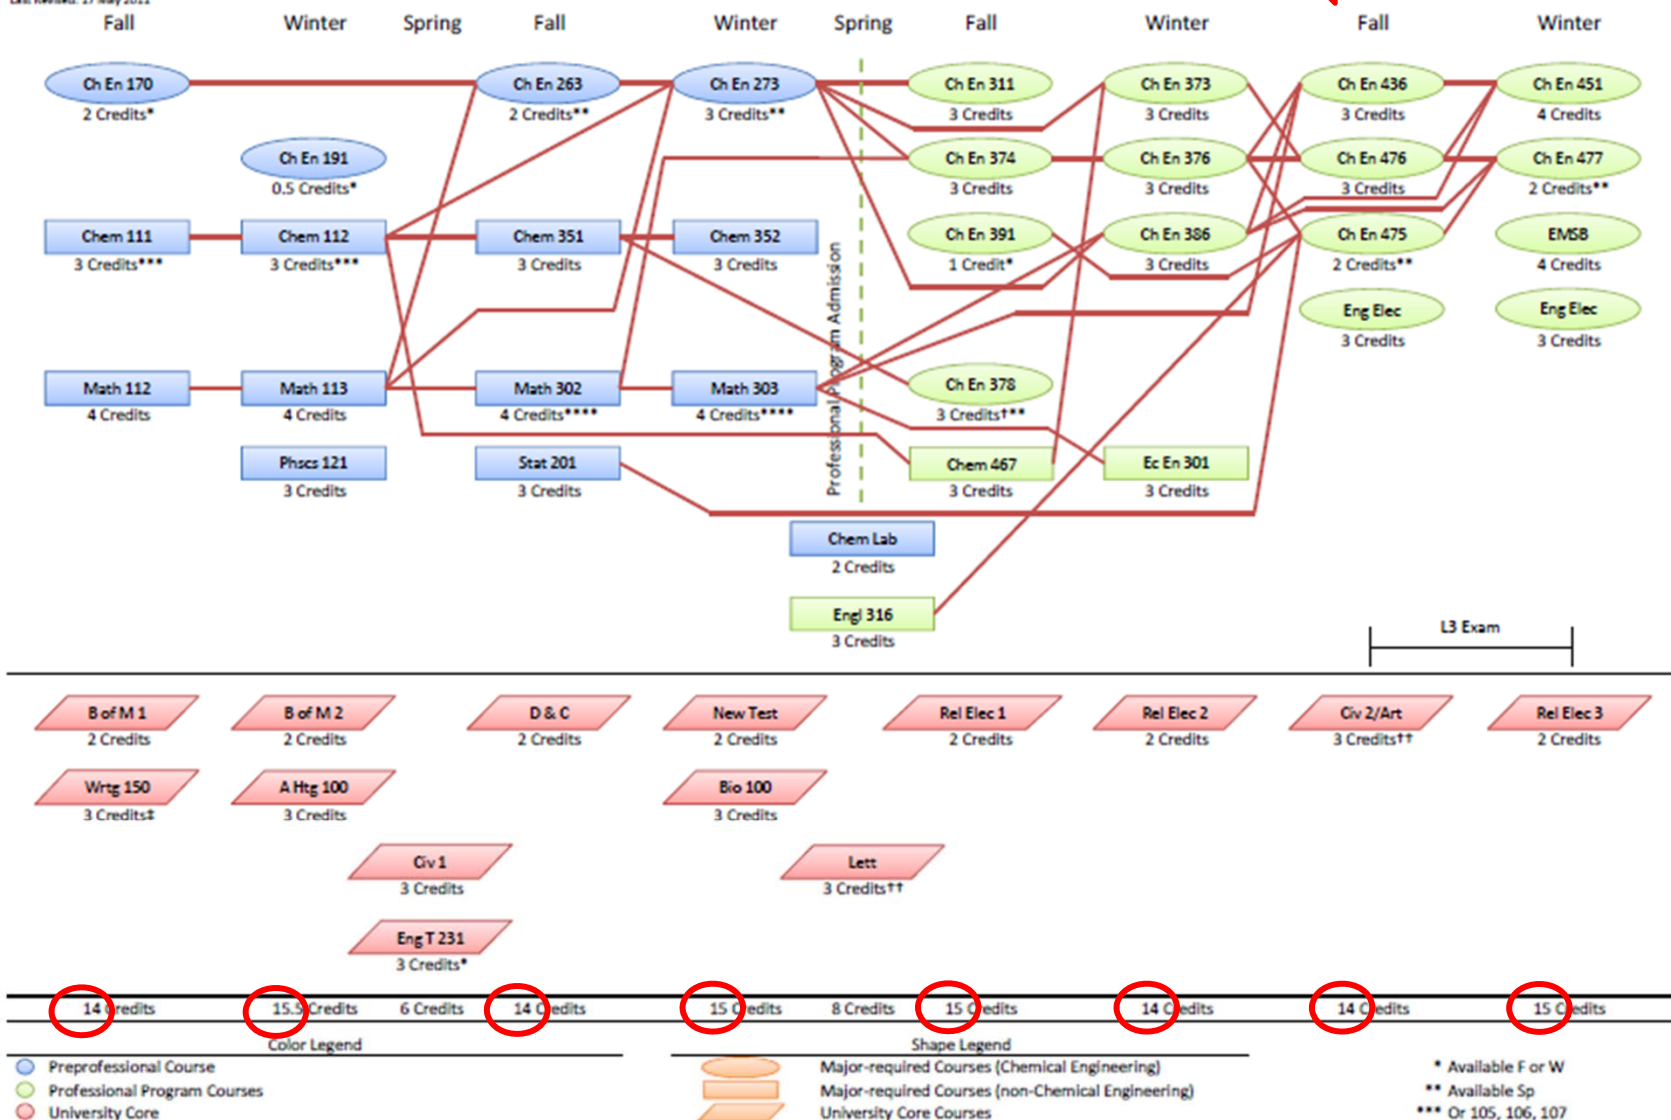 Last Revised: 17 May 2011
Fall Winter Spring Fall Winter Spring Fall Winter Fall Winter
Ch En 170 Ch En 263 Ch En 273 Ch En 311 Ch En 373 Ch En 436 Ch En 451
2 Credits* 2 Credits** 3 Credits** 3 Credits 3 Credits 3 Credits 4 Credits
Ch En 191 Ch En 374 Ch En 376 Ch En 476 Ch En 477
0.5 Credits* 3 Credits 3 Credits 3 Credits 2 Credits**
Chem 111 Chem 112 Chem 351 Chem 352 Ch En 391 Ch En 386 Ch En 475 EMSB
3 Credits*** 3 Credits*** 3 Credits 3 Credits 1 Credit* 3 Credits 2 Credits** 4 Credits
Eng Elec Eng Elec
3 Credits 3 Credits
Professional Program Admission
Math 112 Math 113 Math 302 Math 303 Ch En 378
4 Credits 4 Credits 4 Credits**** 4 Credits**** 3 Credits†**
Phscs 121 Stat 201 Chem 467 Ec En 301
3 Credits 3 Credits 3 Credits 3 Credits
Chem Lab
2 Credits
Engl 316
3 Credits
L3 Exam
B of M 1 B of M 2 D & C New Test Rel Elec 1 Rel Elec 2 Civ 2/Art Rel Elec 3
2 Credits 2 Credits 2 Credits 2 Credits 2 Credits 2 Credits 3 Credits†† 2 Credits
Wrtg 150 A Htg 100 Bio 100
3 Credits‡ 3 Credits 3 Credits
Civ 1 Lett
3 Credits 3 Credits††
Eng T 231
3 Credits*
14 Credits 15.5 Credits 6 Credits 14 Credits 15 Credits 8 Credits 15 Credits 14 Credits 14 Credits 15 Credits
Color Legend Shape Legend
Preprofessional Course Major-required Courses (Chemical Engineering) * Available F or W
Professional Program Courses Major-required Courses (non-Chemical Engineering) ** Available Sp
University Core University Core Courses *** Or 105, 106, 107